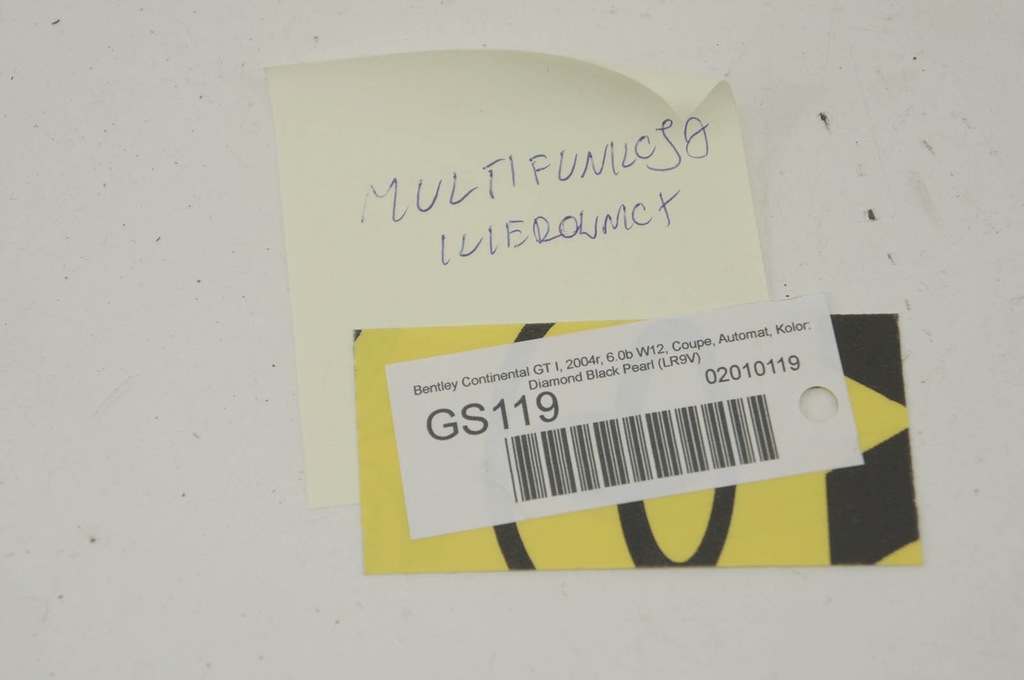 MULTIFUNKCJA
KIEROWNICY
Bentley Continental GT I, 2004r, 6.0b W12, Coupe, Automat, Kolor:
Diamond Black Pearl (LR9V)
GS119
02010119